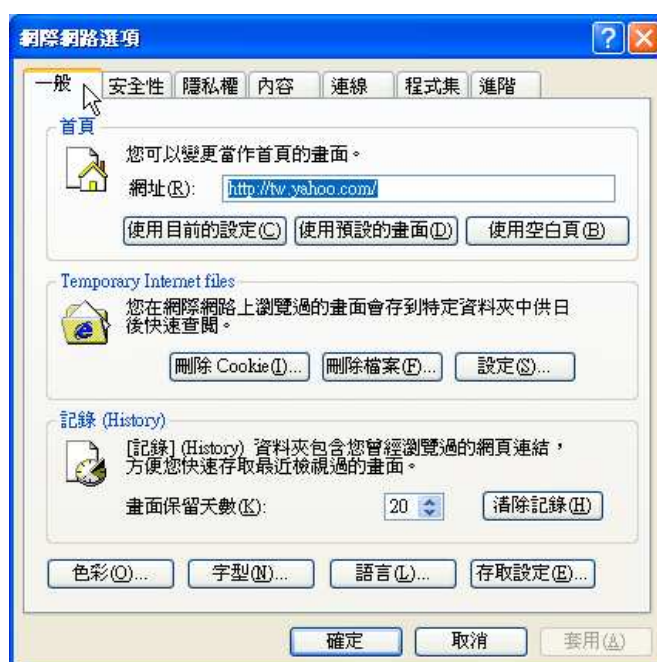 網際網路選項
一般 安全性 隱私權 內容 連線 程式集 進階
首頁
您可以變更當作首頁的畫面。
網址(R): http://tw.yahoo.com/
使用目前的設定(C) 使用預設的畫面(D) 使用空白頁(B)
Temporary Internet files
您在網際網路上瀏覽過的畫面會存到特定資料夾中供日
後快速查閱。
刪除 Cookie(I)... 刪除檔案(F)... 設定(S)...
記錄 (History)
[記錄] (History) 資料夾包含您曾經瀏覽過的網頁連結，
方便您快速存取最近檢視過的畫面。
畫面保留天數(K): 20 清除記錄(H)
色彩(O)... 字型(N)... 語言(L)... 存取設定(E)...
確定 取消 套用(A)